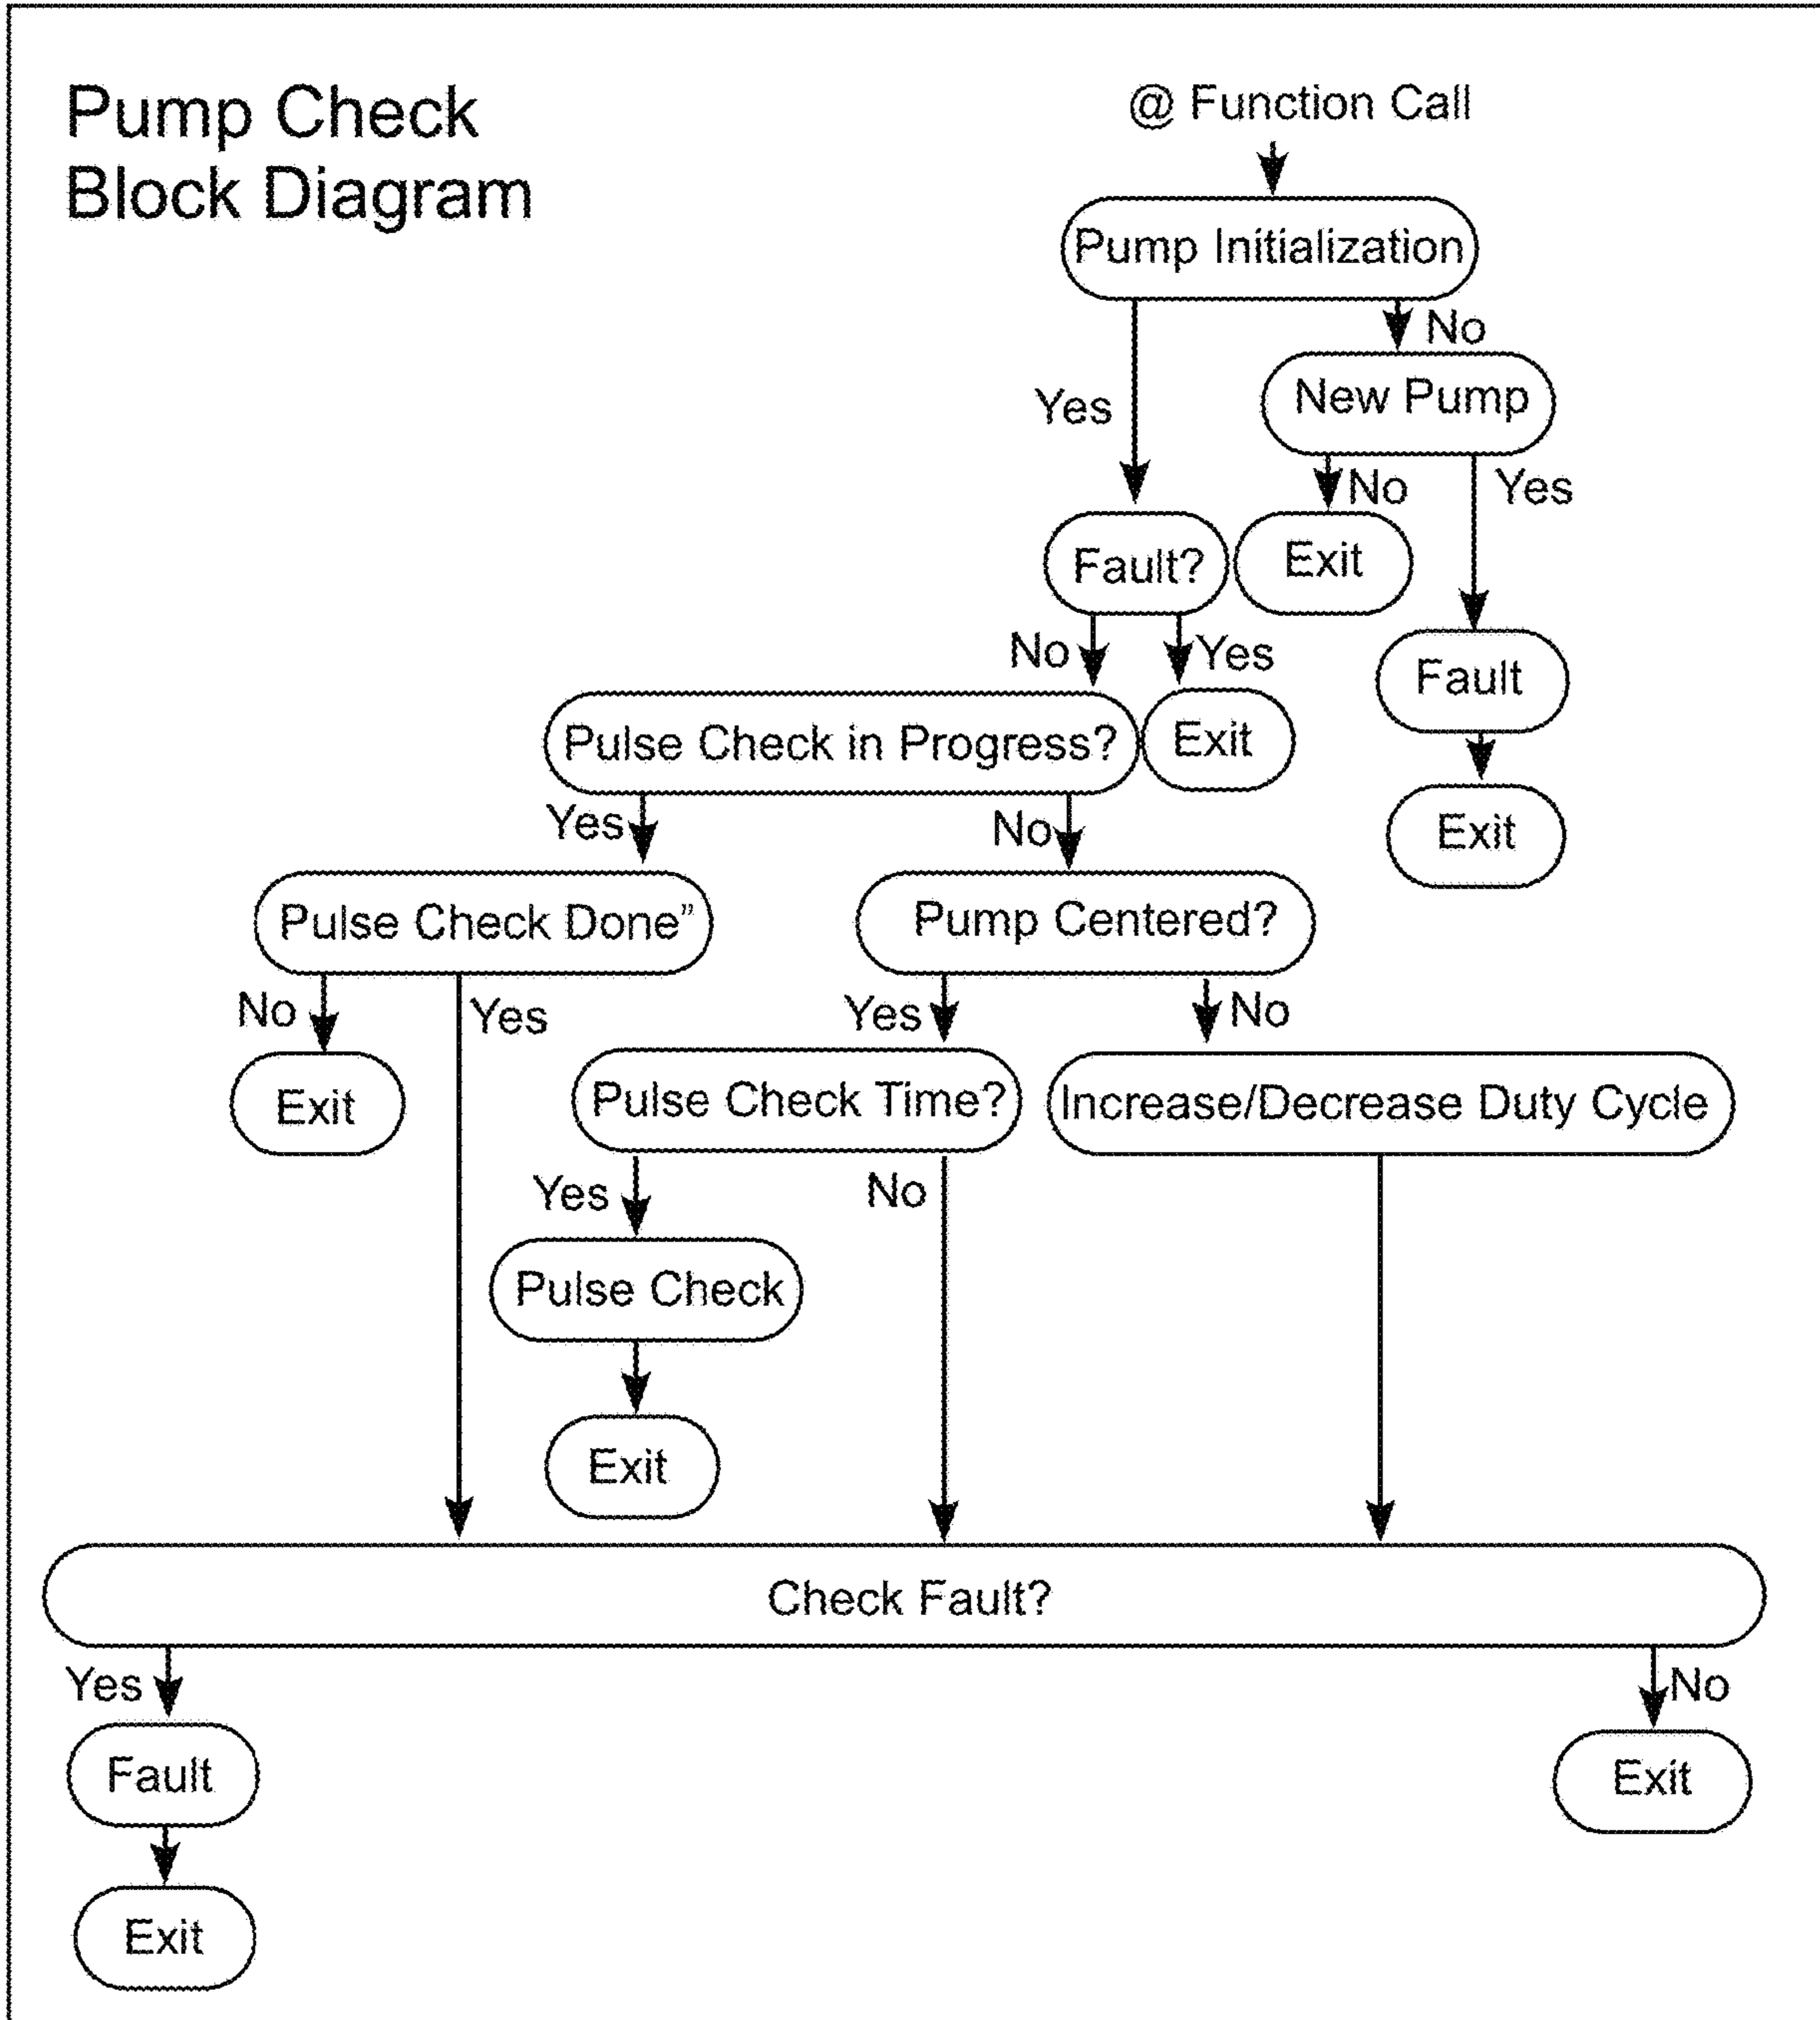 Pump Check
Block Diagram
@ Function Call
Pump Initialization
No
Yes
New Pump
No
Yes
Fault?
Exit
No
Yes
Fault
Pulse Check in Progress?
Exit
Yes
No
Exit
Pulse Check Done”
Pump Centered?
No
Yes
Yes
No
Exit
Pulse Check Time?
Increase/Decrease Duty Cycle
Yes
No
Pulse Check
Exit
Check Fault?
Yes
No
Fault
Exit
Exit